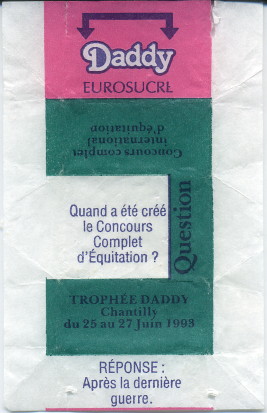 Daddy
EUROSUCRE
Concours complet
international
d'équitation
Quand a été créé
le Concours
Complet
d'Équitation ?
Question
TROPHÉE DADDY
Chantilly
du 25 au 27 Juin 1993
RÉPONSE :
Après la dernière
guerre.